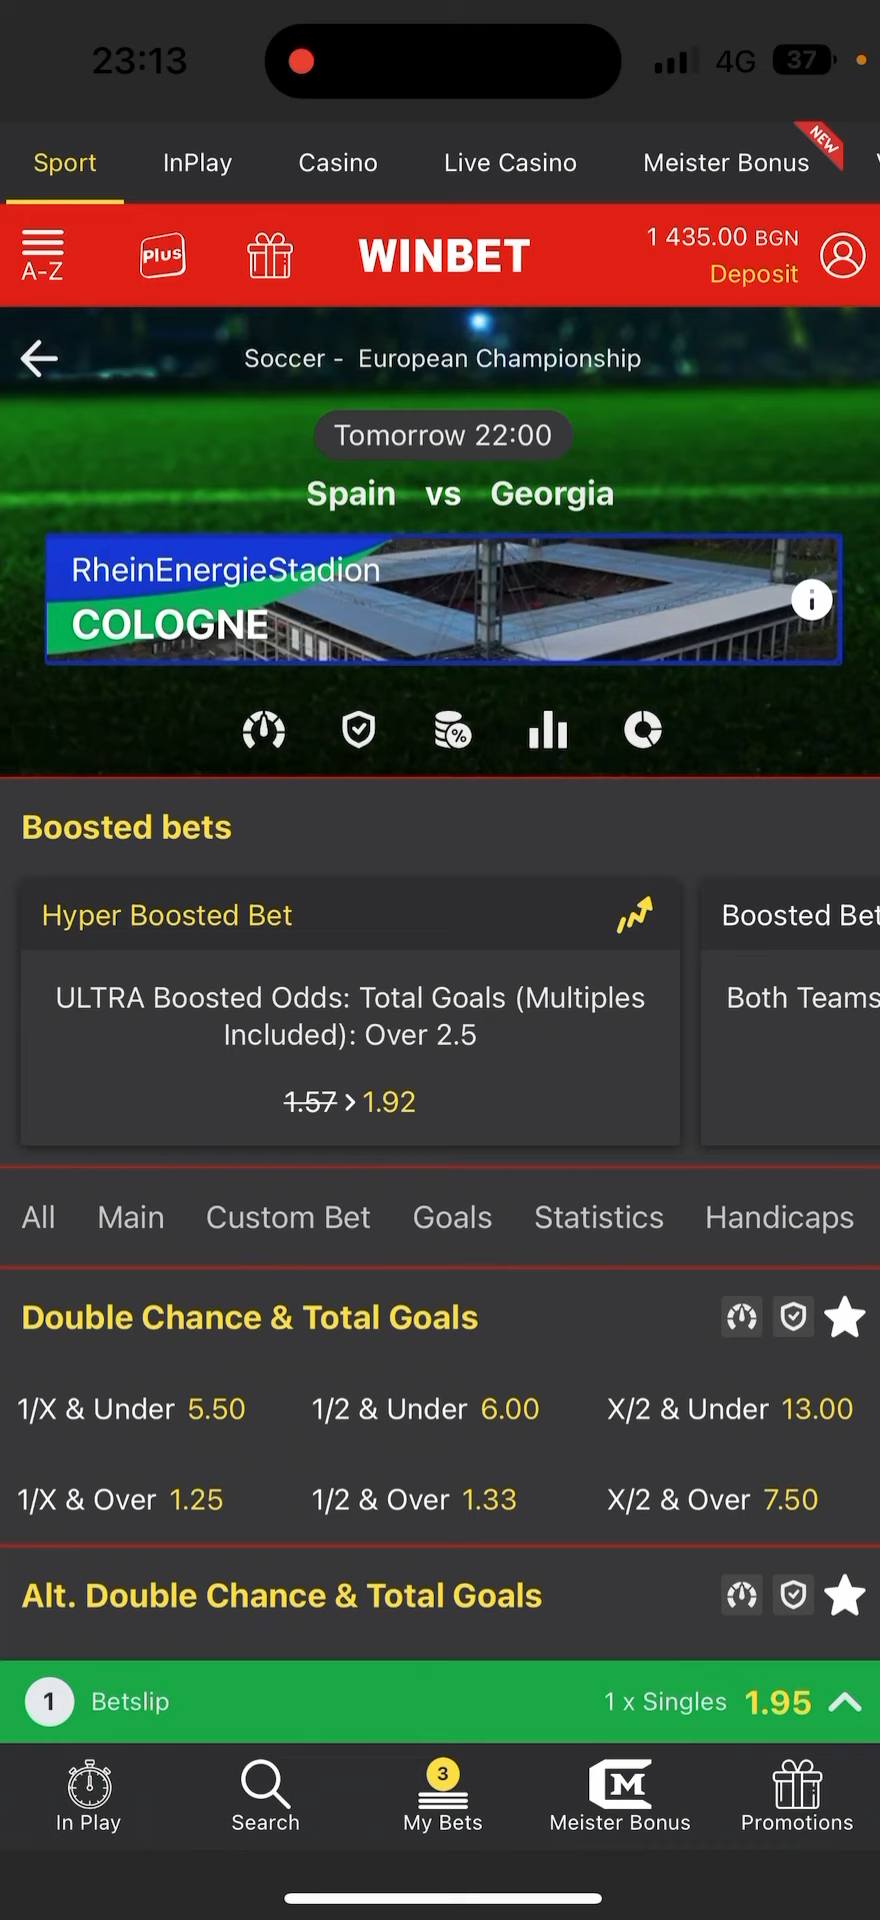 23:13
4G
37
Sport
InPlay
Casino
Live Casino
Meister Bonus
NEW
A-Z
Plus
WINBET
1 435.00 BGN
Deposit
Soccer - European Championship
Tomorrow 22:00
Spain vs Georgia
RheinEnergieStadion
COLOGNE
Boosted bets
Hyper Boosted Bet
ULTRA Boosted Odds: Total Goals (Multiples
Included): Over 2.5
1.57 > 1.92
Boosted Bet
Both Teams
All
Main
Custom Bet
Goals
Statistics
Handicaps
Double Chance & Total Goals
1/X & Under 5.50
1/2 & Under 6.00
X/2 & Under 13.00
1/X & Over 1.25
1/2 & Over 1.33
X/2 & Over 7.50
Alt. Double Chance & Total Goals
1 Betslip
1 x Singles 1.95
In Play
Search
3
My Bets
M
Meister Bonus
Promotions